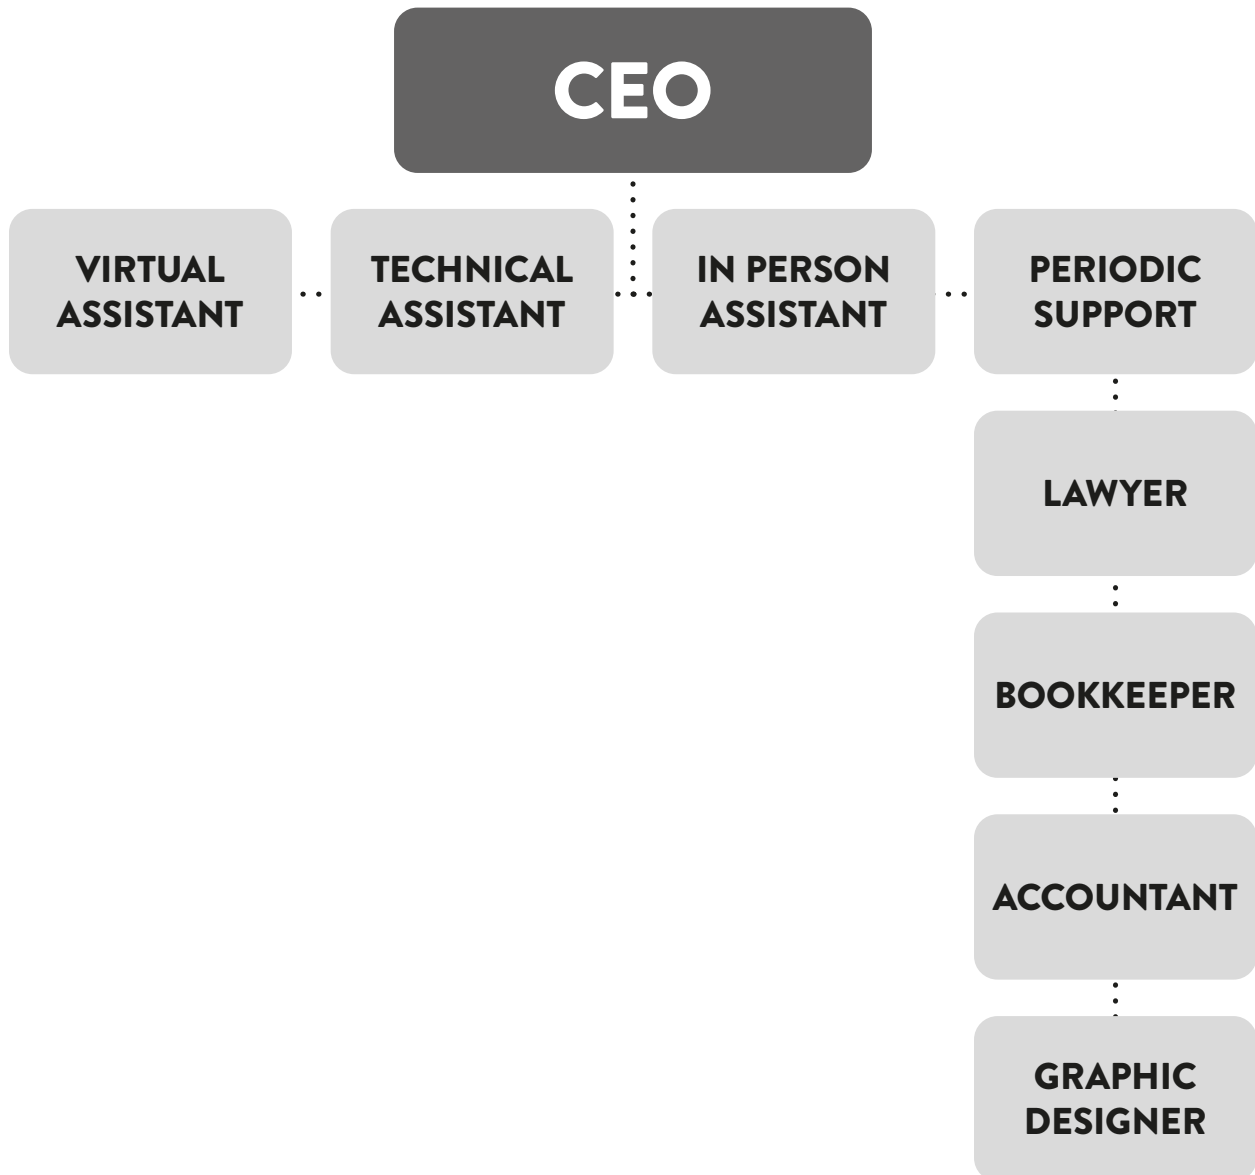 CEO
VIRTUAL
ASSISTANT
TECHNICAL
ASSISTANT
IN PERSON
ASSISTANT
PERIODIC
SUPPORT
LAWYER
BOOKKEEPER
ACCOUNTANT
GRAPHIC
DESIGNER